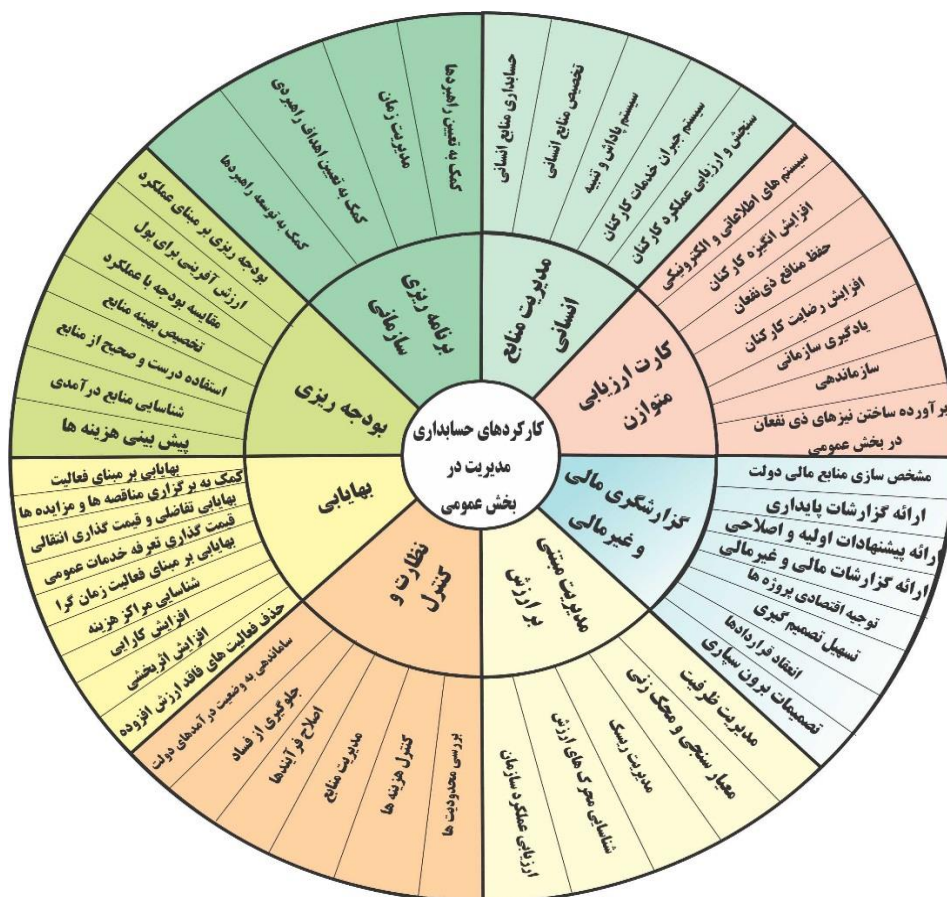 کارکردهای حسابداری
مدیریت در
بخش عمومی
مدیریت منابع
انسانی
حسابداری منابع انسانی
تخصیص منابع انسانی
سیستم پاداش و تنبیه
سیستم جبران خدمات کارکنان
سنجش و ارزیابی عملکرد کارکنان
کارت ارزیابی
متوازن
سیستم های اطلاعاتی و الکترونیکی
افزایش انگیزه کارکنان
حفظ منافع ذی‌نفعان
افزایش رضایت کارکنان
یادگیری سازمانی
سازماندهی
برآورده ساختن نیزهای ذی نفعان
در بخش عمومی
گزارشگری مالی
و غیرمالی
مشخص سازی منابع مالی دولت
ارائه گزارشات پایداری
ارائه پیشنهادات اولیه و اصلاحی
ارائه گزارشات مالی و غیرمالی
توجیه اقتصادی پروژه ها
تسهیل تصمیم گیری
انعقاد قراردادها
تصمیمات برون سپاری
مدیریت مبتنی
بر ارزش
مدیریت ظرفیت
معیار سنجی و محک زنی
مدیریت ریسک
شناسایی محرک های ارزش
ارزیابی عملکرد سازمان
نظارت و
کنترل
بررسی محدودیت ها
کنترل هزینه ها
مدیریت منابع
اصلاح فرآیندها
جلوگیری از فساد
ساماندهی به وضعیت درآمدهای دولت
بهایابی
بهایابی بر مبنای فعالیت
کمک به برگزاری مناقصه ها و مزایده ها
بهایابی تفاضلی و قیمت گذاری انتقالی
قیمت گذاری تعرفه خدمات عمومی
بهایابی بر مبنای فعالیت زمان گرا
شناسایی مراکز هزینه
افزایش کارایی
افزایش اثربخشی
حذف فعالیت های فاقد ارزش افزوده
بودجه ریزی
بودجه ریزی بر مبنای عملکرد
ارزش آفرینی برای پول
مقایسه بودجه با عملکرد
تخصیص بهینه منابع
استفاده درست و صحیح از منابع
شناسایی منابع درآمدی
پیش بینی هزینه ها
برنامه ریزی
سازمانی
کمک به تعیین راهبردها
مدیریت زمان
کمک به تعیین اهداف راهبردی
کمک به توسعه راهبردها